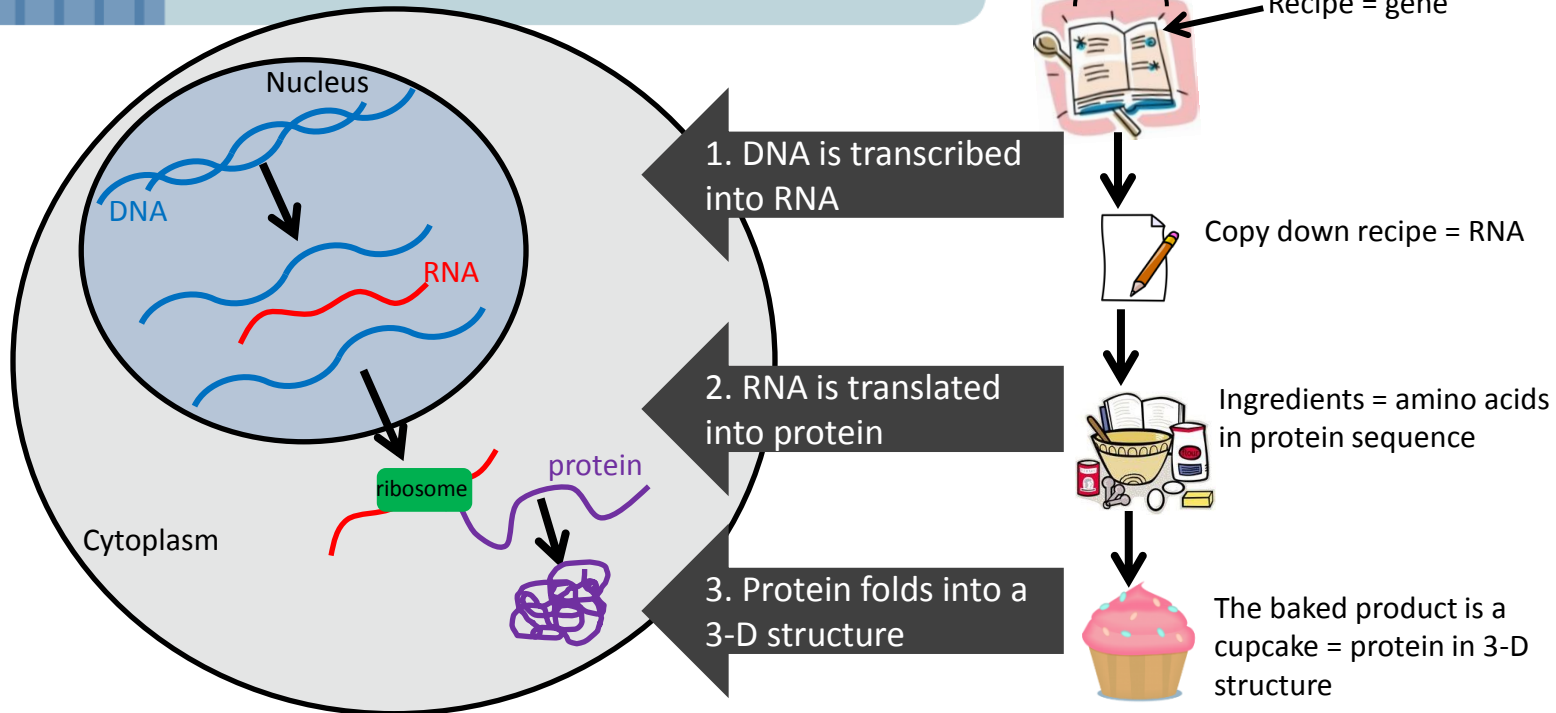 Recipe = gene
Nucleus
DNA
RNA
ribosome
protein
Cytoplasm
1. DNA is transcribed
into RNA
2. RNA is translated
into protein
3. Protein folds into a
3-D structure
Copy down recipe = RNA
Ingredients = amino acids
in protein sequence
The baked product is a
cupcake = protein in 3-D
structure